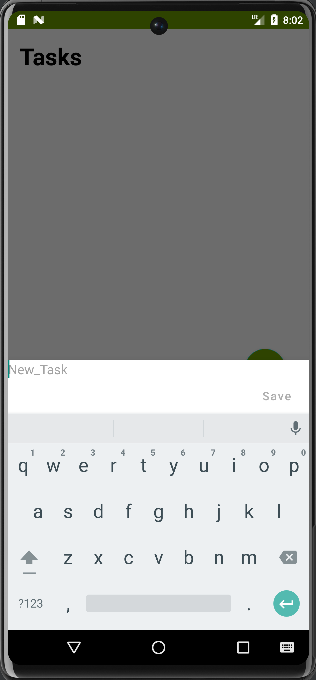 8:02
Tasks
New_Task
Save
1 2 3 4 5 6 7 8 9 0
q w e r t y u i o p
a s d f g h j k l
z x c v b n m
?123 , .